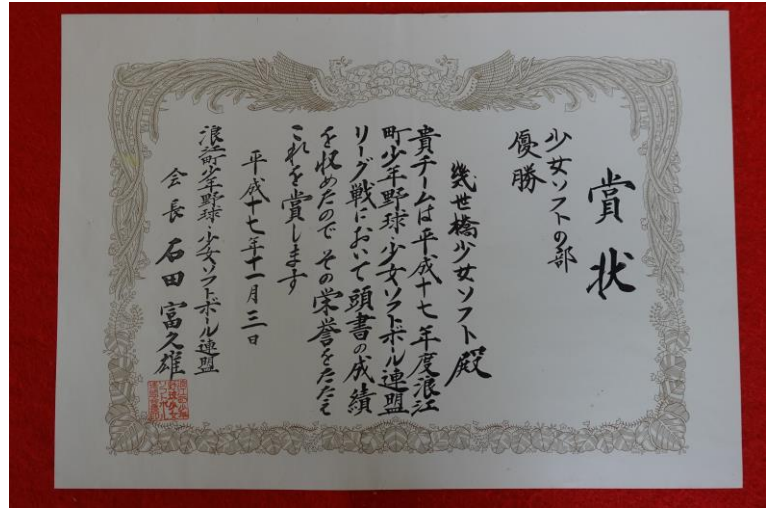 賞状
少女ソフトの部
優勝
幾世橋少女ソフト殿
貴チームは平成十七年度浪江
町少年野球・少女ソフトボール連盟
リーグ戦において頭書の成績
を収めたのでその栄誉をたたえ
これを賞します
平成十七年十一月三日
浪江町少年野球・少女ソフトボール連盟
会長 石田富久雄